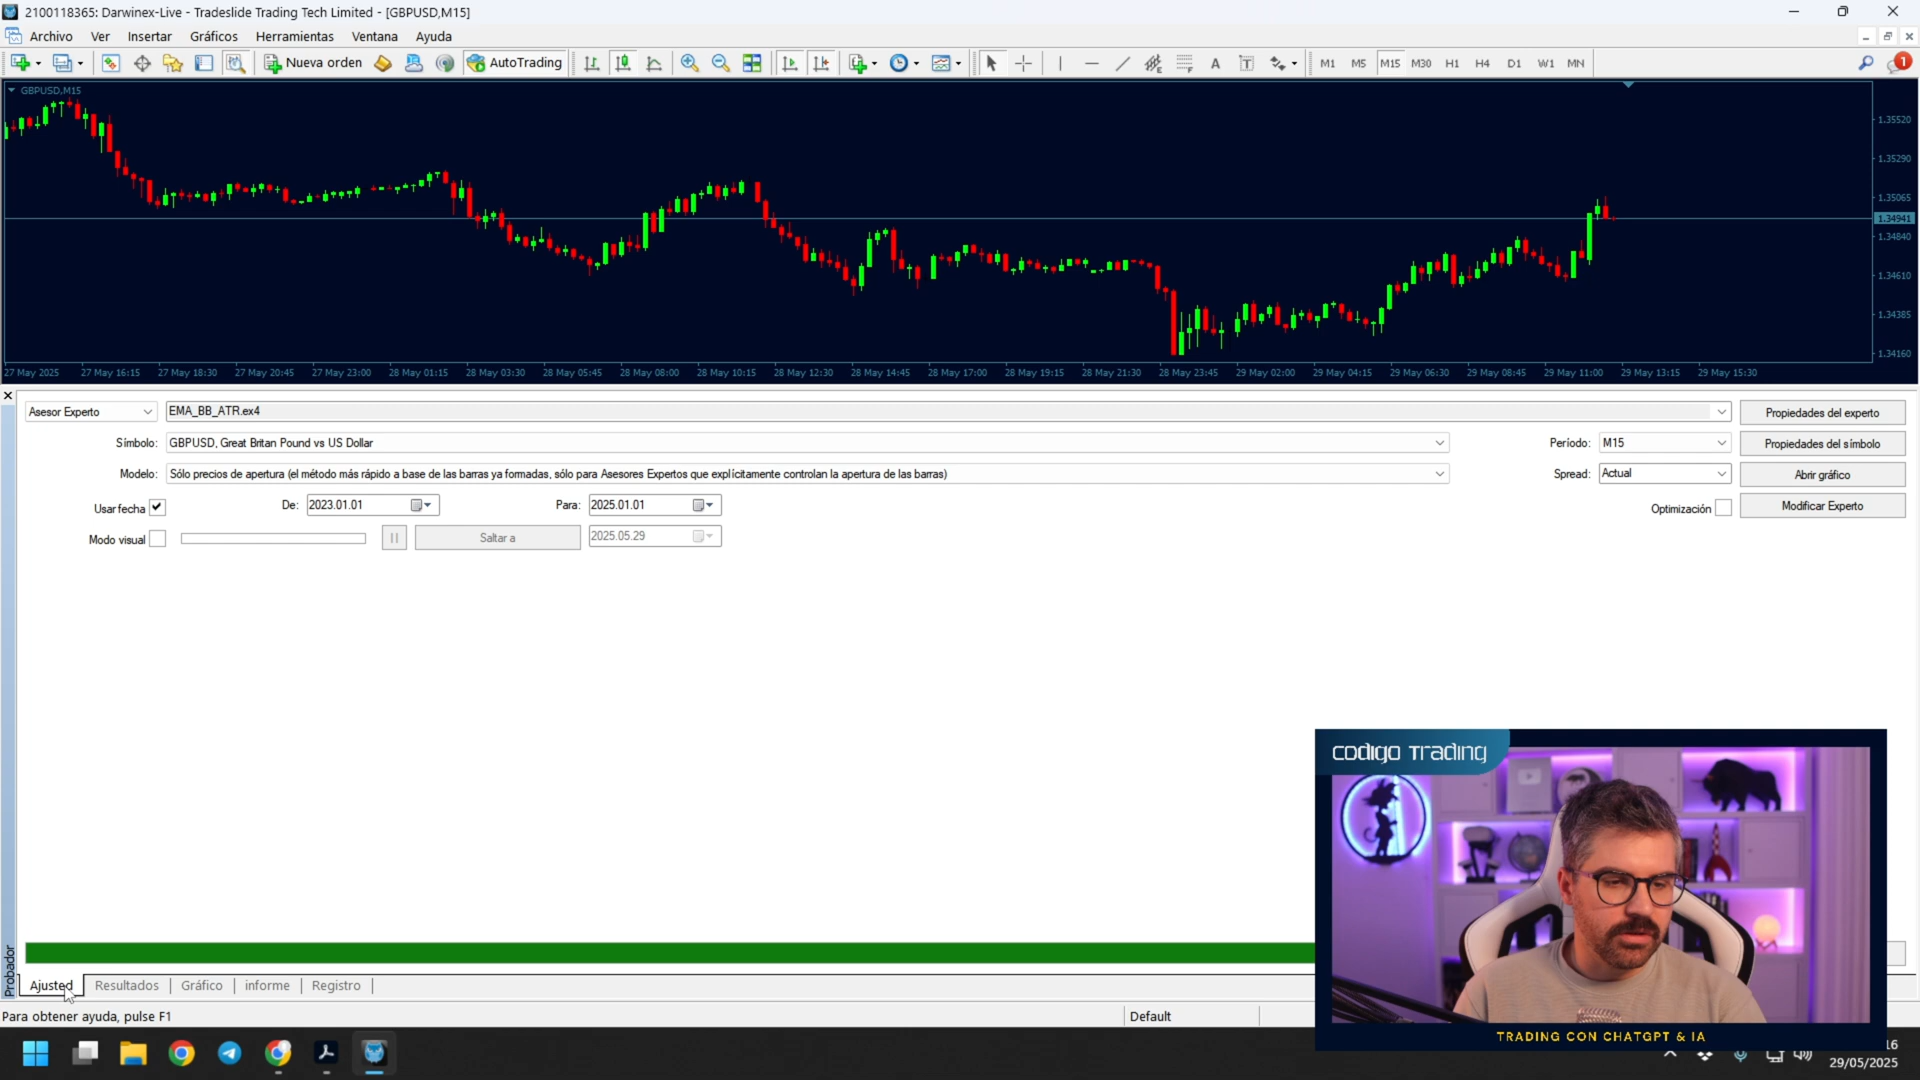 2100118365: Darwinex-Live - Tradeslide Trading Tech Limited - [GBPUSD,M15]
Archivo Ver Insertar Gráficos Herramientas Ventana Ayuda
Nueva orden AutoTrading A T M1 M5 M15 M30 H1 H4 D1 W1 MN 1
GBPUSD,M15
1.35520
1.35290
1.35065
1.34941
1.34840
1.34610
1.34385
1.34160
27 May 2025 27 May 16:15 27 May 18:30 27 May 20:45 27 May 23:00 28 May 01:15 28 May 03:30 28 May 05:45 28 May 08:00 28 May 10:15 28 May 12:30 28 May 14:45 28 May 17:00 28 May 19:15 28 May 21:30 28 May 23:45 29 May 02:00 29 May 04:15 29 May 06:30 29 May 08:45 29 May 11:00 29 May 13:15 29 May 15:30
Asesor Experto EMA_BB_ATR.ex4 Propiedades del experto
Símbolo: GBPUSD, Great Britan Pound vs US Dollar Período: M15 Propiedades del símbolo
Modelo: Sólo precios de apertura (el método más rápido a base de las barras ya formadas, sólo para Asesores Expertos que explícitamente controlan la apertura de las barras) Spread: Actual Abrir gráfico
Usar fecha De: 2023.01.01 Para: 2025.01.01 Optimización Modificar Experto
Modo visual Saltar a 2025.05.29
Probador
Ajustes Resultados Gráfico informe Registro
Para obtener ayuda, pulse F1 Default
codigo Trading
TRADING CON CHATGPT & IA
16
29/05/2025